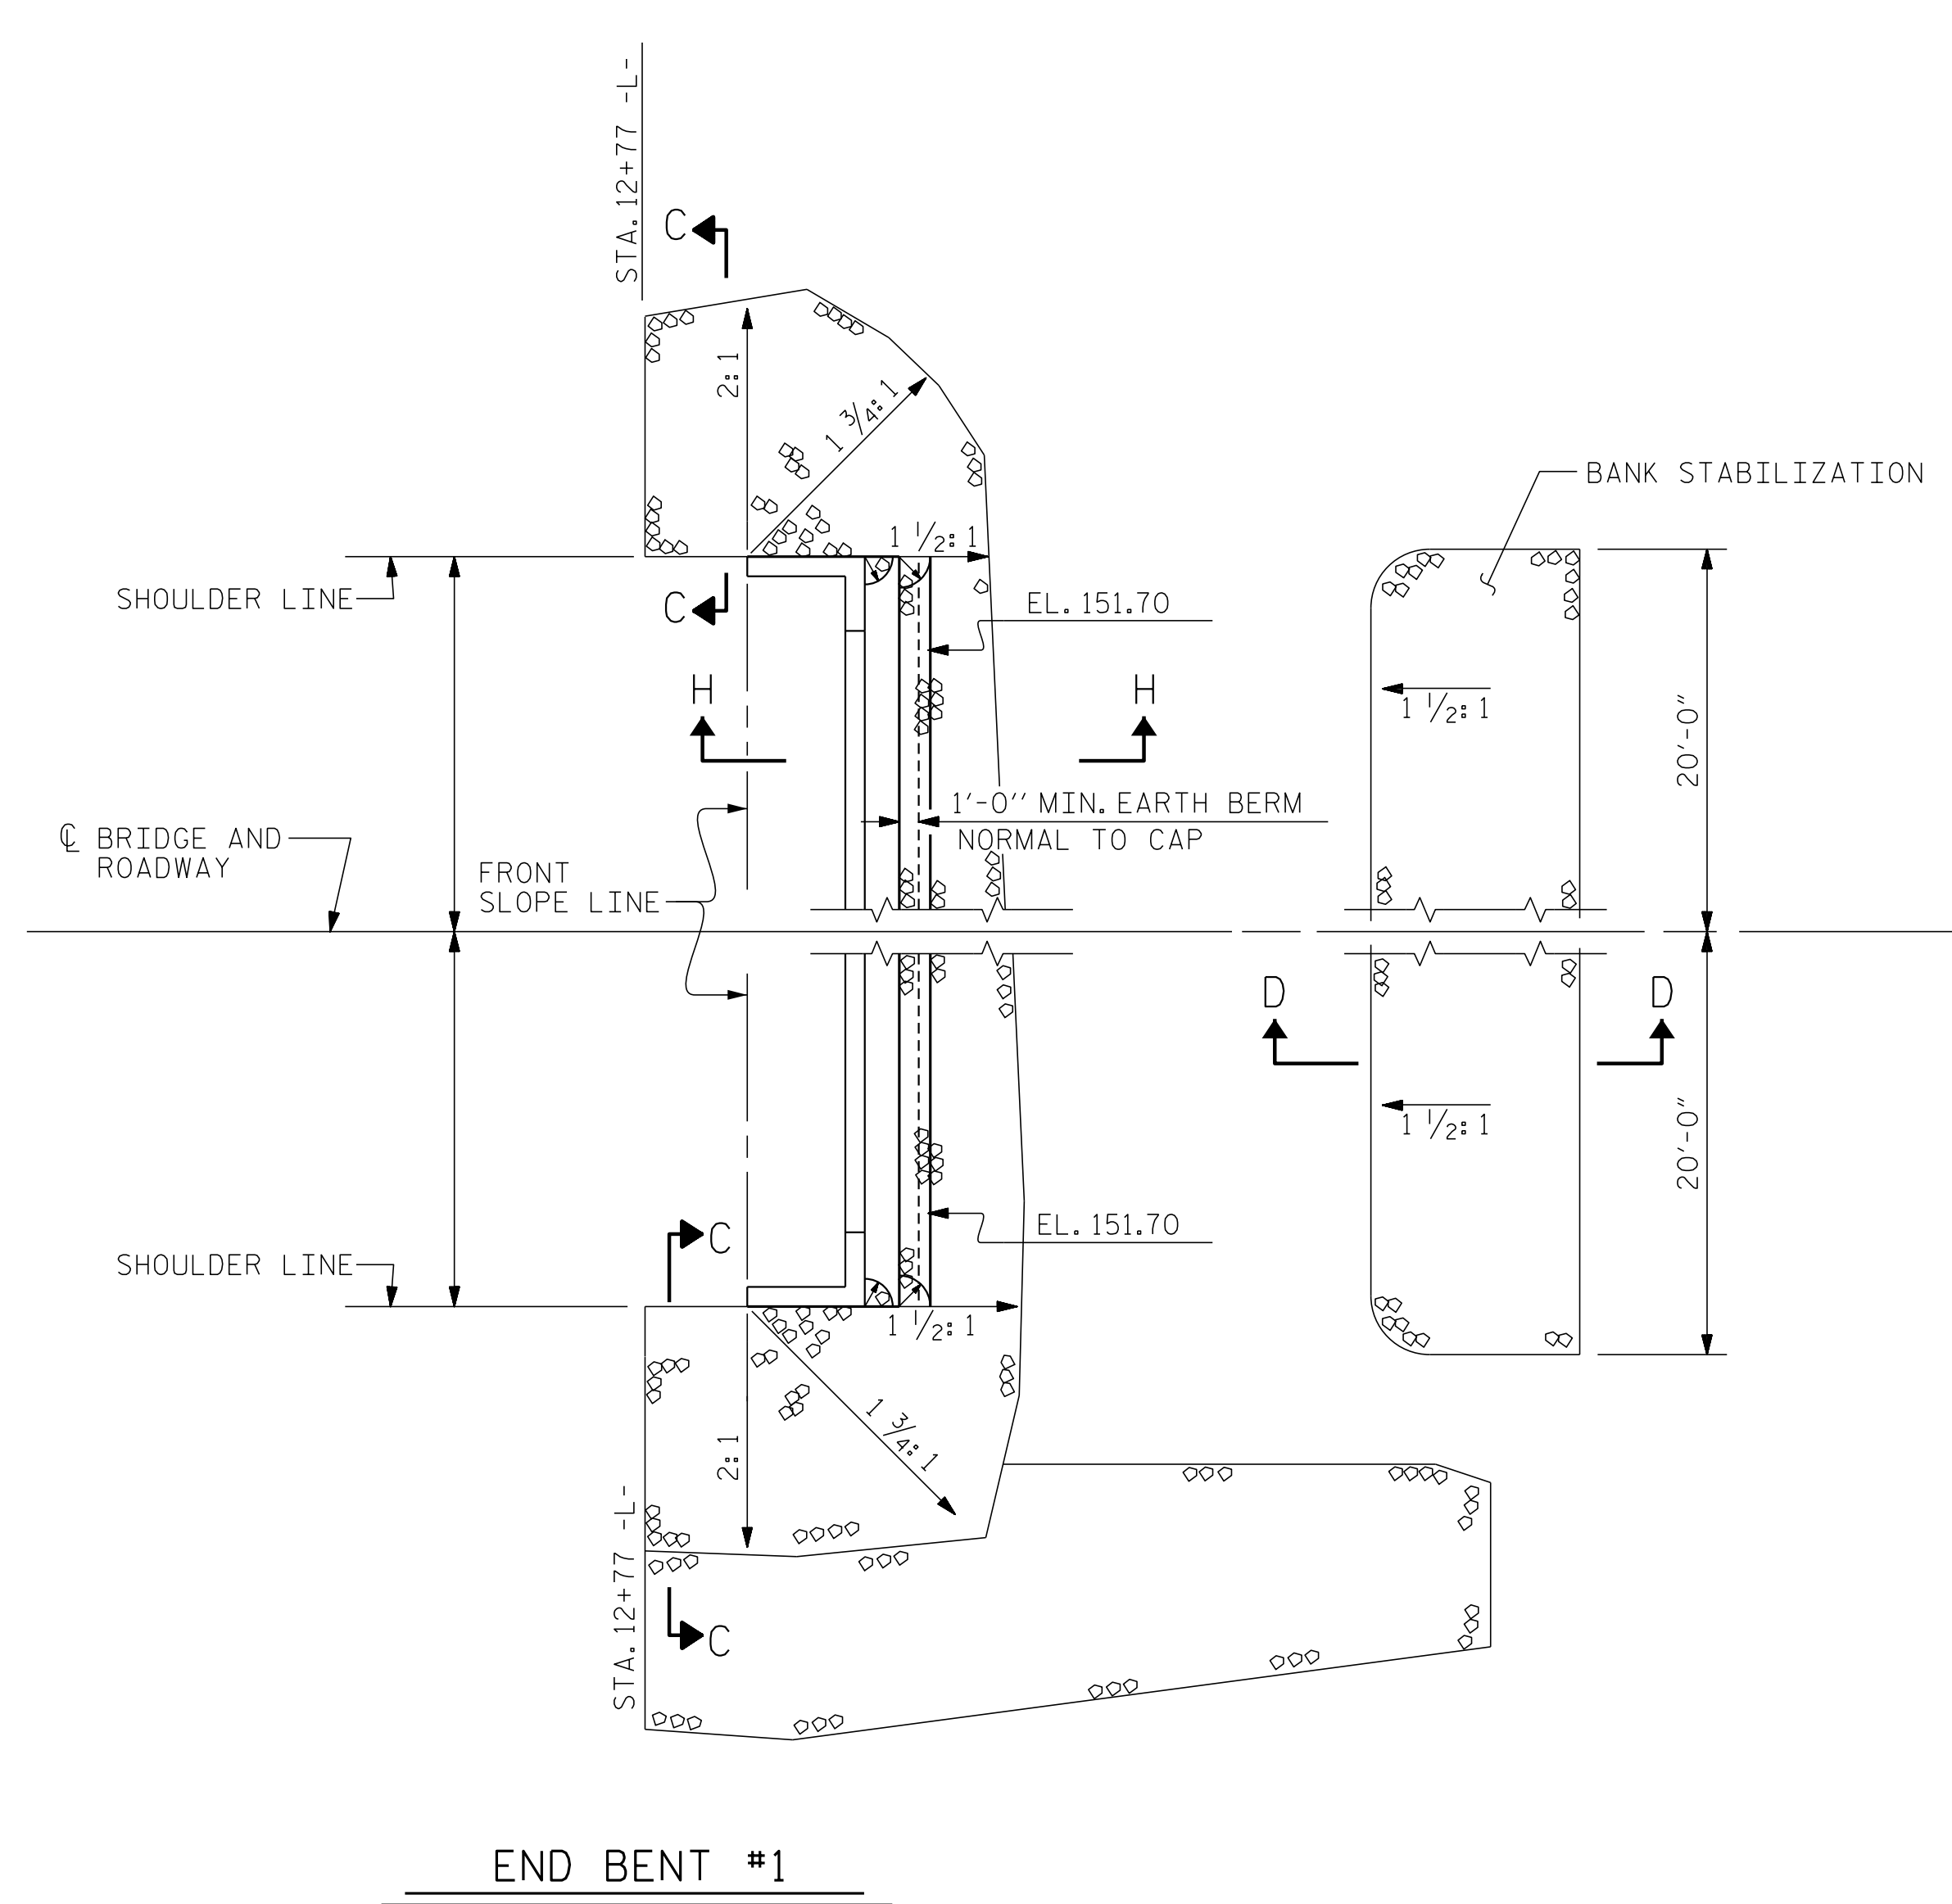 STA. 12+77 -L-
C
2:1
1 3/4:1
BANK STABILIZATION
1 1/2:1
SHOULDER LINE
C
EL. 151.70
H
H
1 1/2:1
20'-0"
1'-0" MIN. EARTH BERM
NORMAL TO CAP
℄ BRIDGE AND
ROADWAY
FRONT
SLOPE LINE
D
D
1 1/2:1
20'-0"
C
EL. 151.70
SHOULDER LINE
1 1/2:1
1 3/4:1
2:1
STA. 12+77 -L-
C
END BENT #1